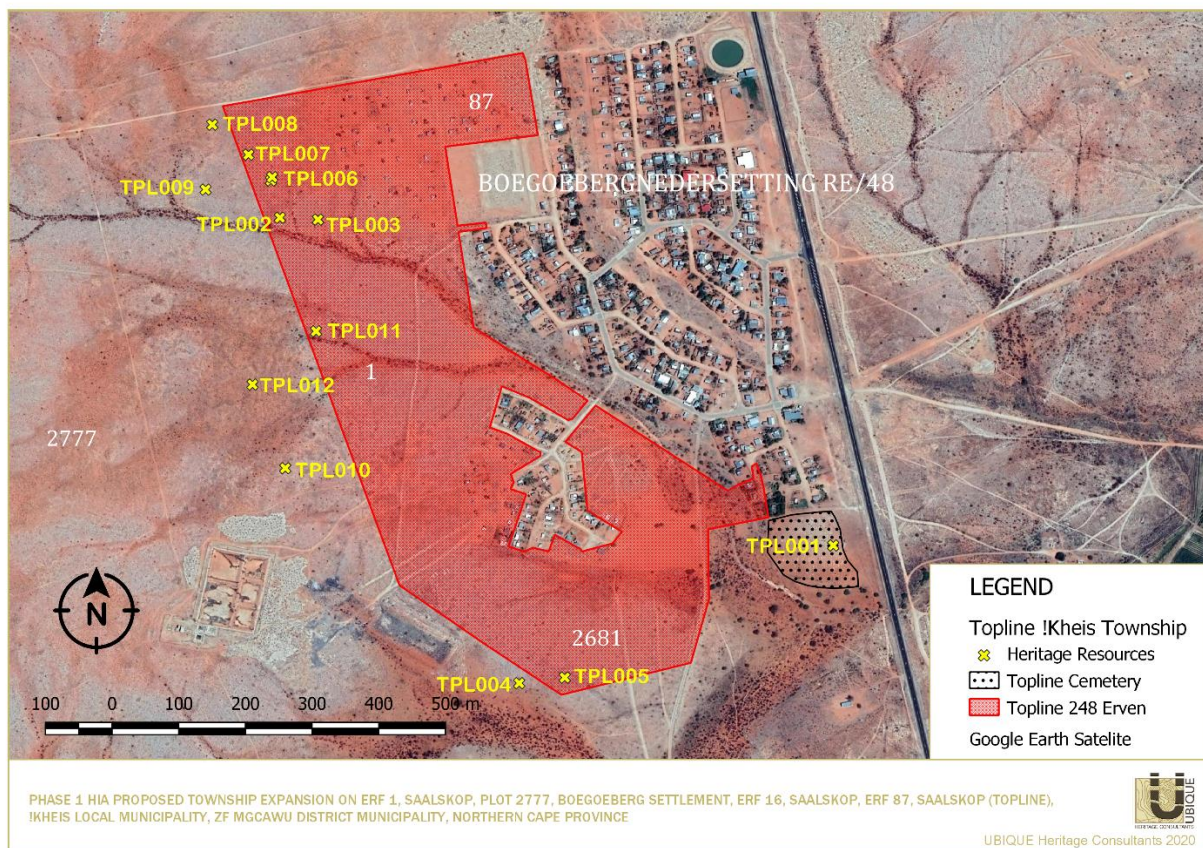 87
TPL008
TPL007
TPL009
TPL006
BOEGOEBERGNEDERSETTING RE/48
TPL002
TPL003
TPL011
1
TPL012
2777
TPL010
TPL001
N
2681
TPL004
TPL005
100 0 100 200 300 400 500 m
LEGEND
Topline !Kheis Township
Heritage Resources
Topline Cemetery
Topline 248 Erven
Google Earth Satelite
PHASE 1 HIA PROPOSED TOWNSHIP EXPANSION ON ERF 1, SAALSKOP, PLOT 2777, BOEGOEBERG SETTLEMENT, ERF 16, SAALSKOP, ERF 87, SAALSKOP (TOPLINE),
!KHEIS LOCAL MUNICIPALITY, ZF MGCAWU DISTRICT MUNICIPALITY, NORTHERN CAPE PROVINCE
UBIQUE
HERITAGE CONSULTANTS
UBIQUE Heritage Consultants 2020